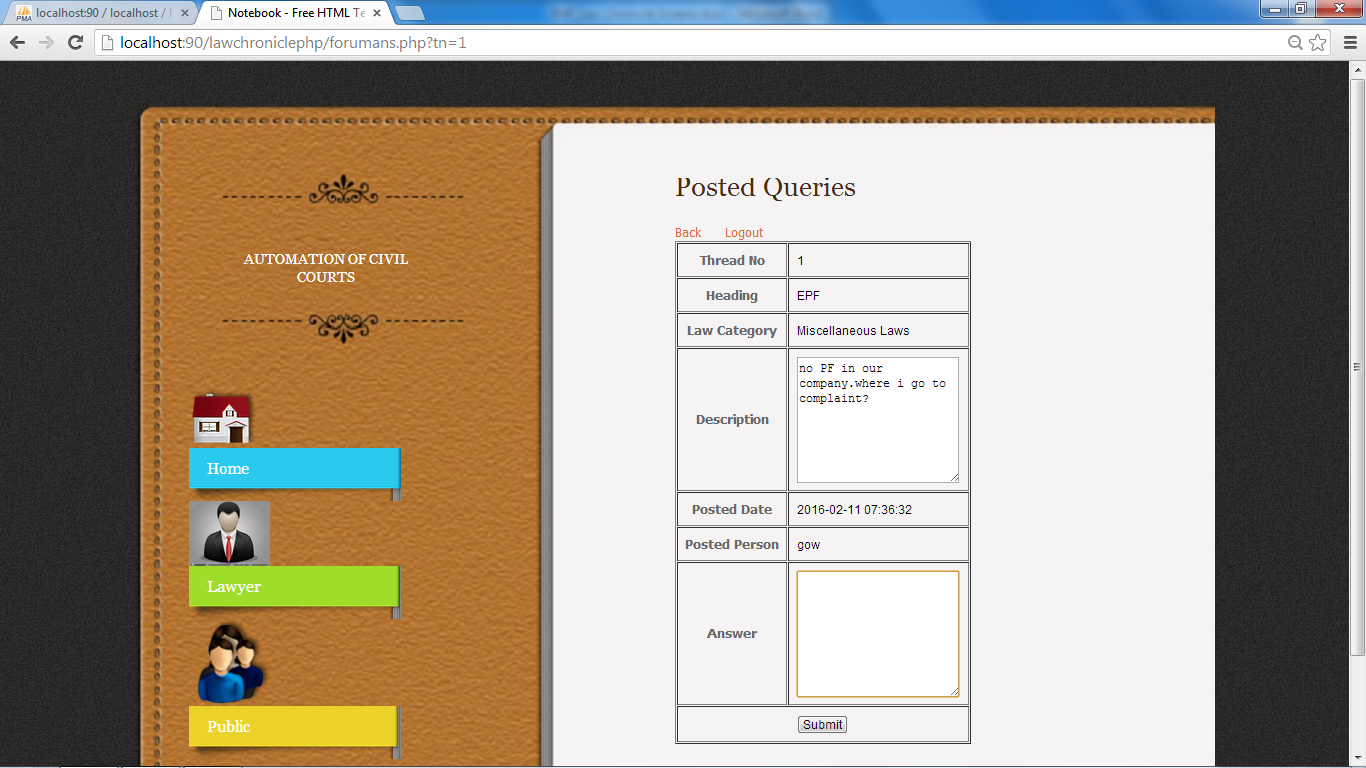 PMA
localhost:90 / localhost / l
Notebook - Free HTML Te
localhost:90/lawchroniclephp/forumans.php?tn=1
AUTOMATION OF CIVIL
COURTS
Home
Lawyer
Public
Posted Queries
Back Logout
Thread No 1
Heading EPF
Law Category Miscellaneous Laws
Description
no PF in our
company.where i go to
complaint?
Posted Date 2016-02-11 07:36:32
Posted Person gow
Answer
Submit